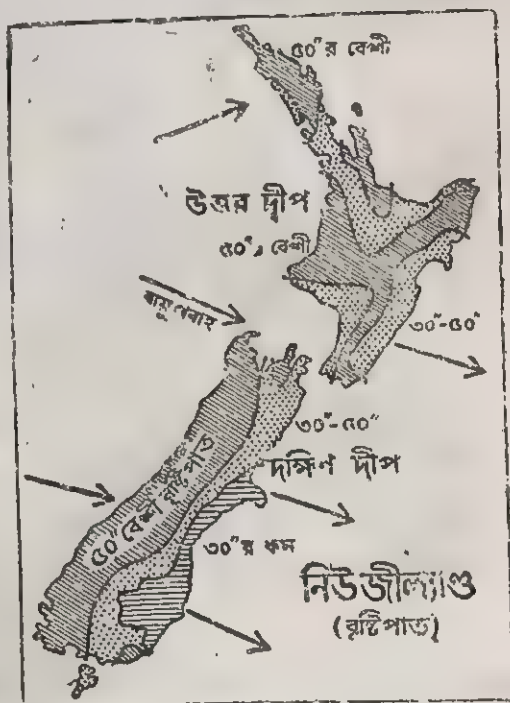 ৫০"র বেশী
উত্তর দ্বীপ
৫০"র বেশী
বায়ুপ্রবাহ
৩০"-৫০"
৩০"-৫০"
দক্ষিণ দ্বীপ
৫০ বেশী বৃষ্টিপাত
৩০"র কম
নিউজীল্যাণ্ড
(বৃষ্টিপাত)